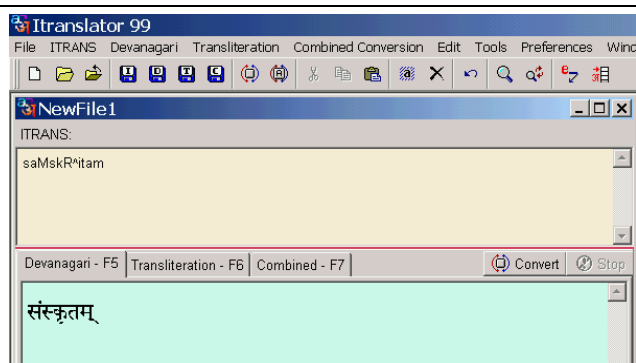 Itranslator 99
File ITRANS Devanagari Transliteration Combined Conversion Edit Tools Preferences
NewFile1
ITRANS:
saMskR^itam
Devanagari - F5 Transliteration - F6 Combined - F7 Convert Stop
संस्कृतम्